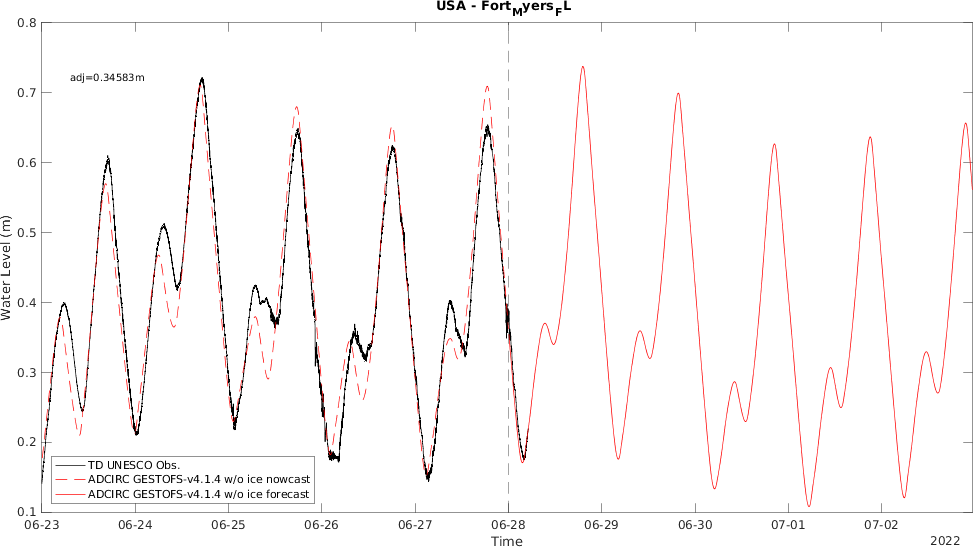 USA - Fort_Myers_FL
0.8
0.7
0.6
0.5
0.4
0.3
0.2
0.1
Water Level (m)
adj=0.34583m
TD UNESCO Obs.
ADCIRC GESTOFS-v4.1.4 w/o ice nowcast
ADCIRC GESTOFS-v4.1.4 w/o ice forecast
06-23 06-24 06-25 06-26 06-27 06-28 06-29 06-30 07-01 07-02
Time
2022